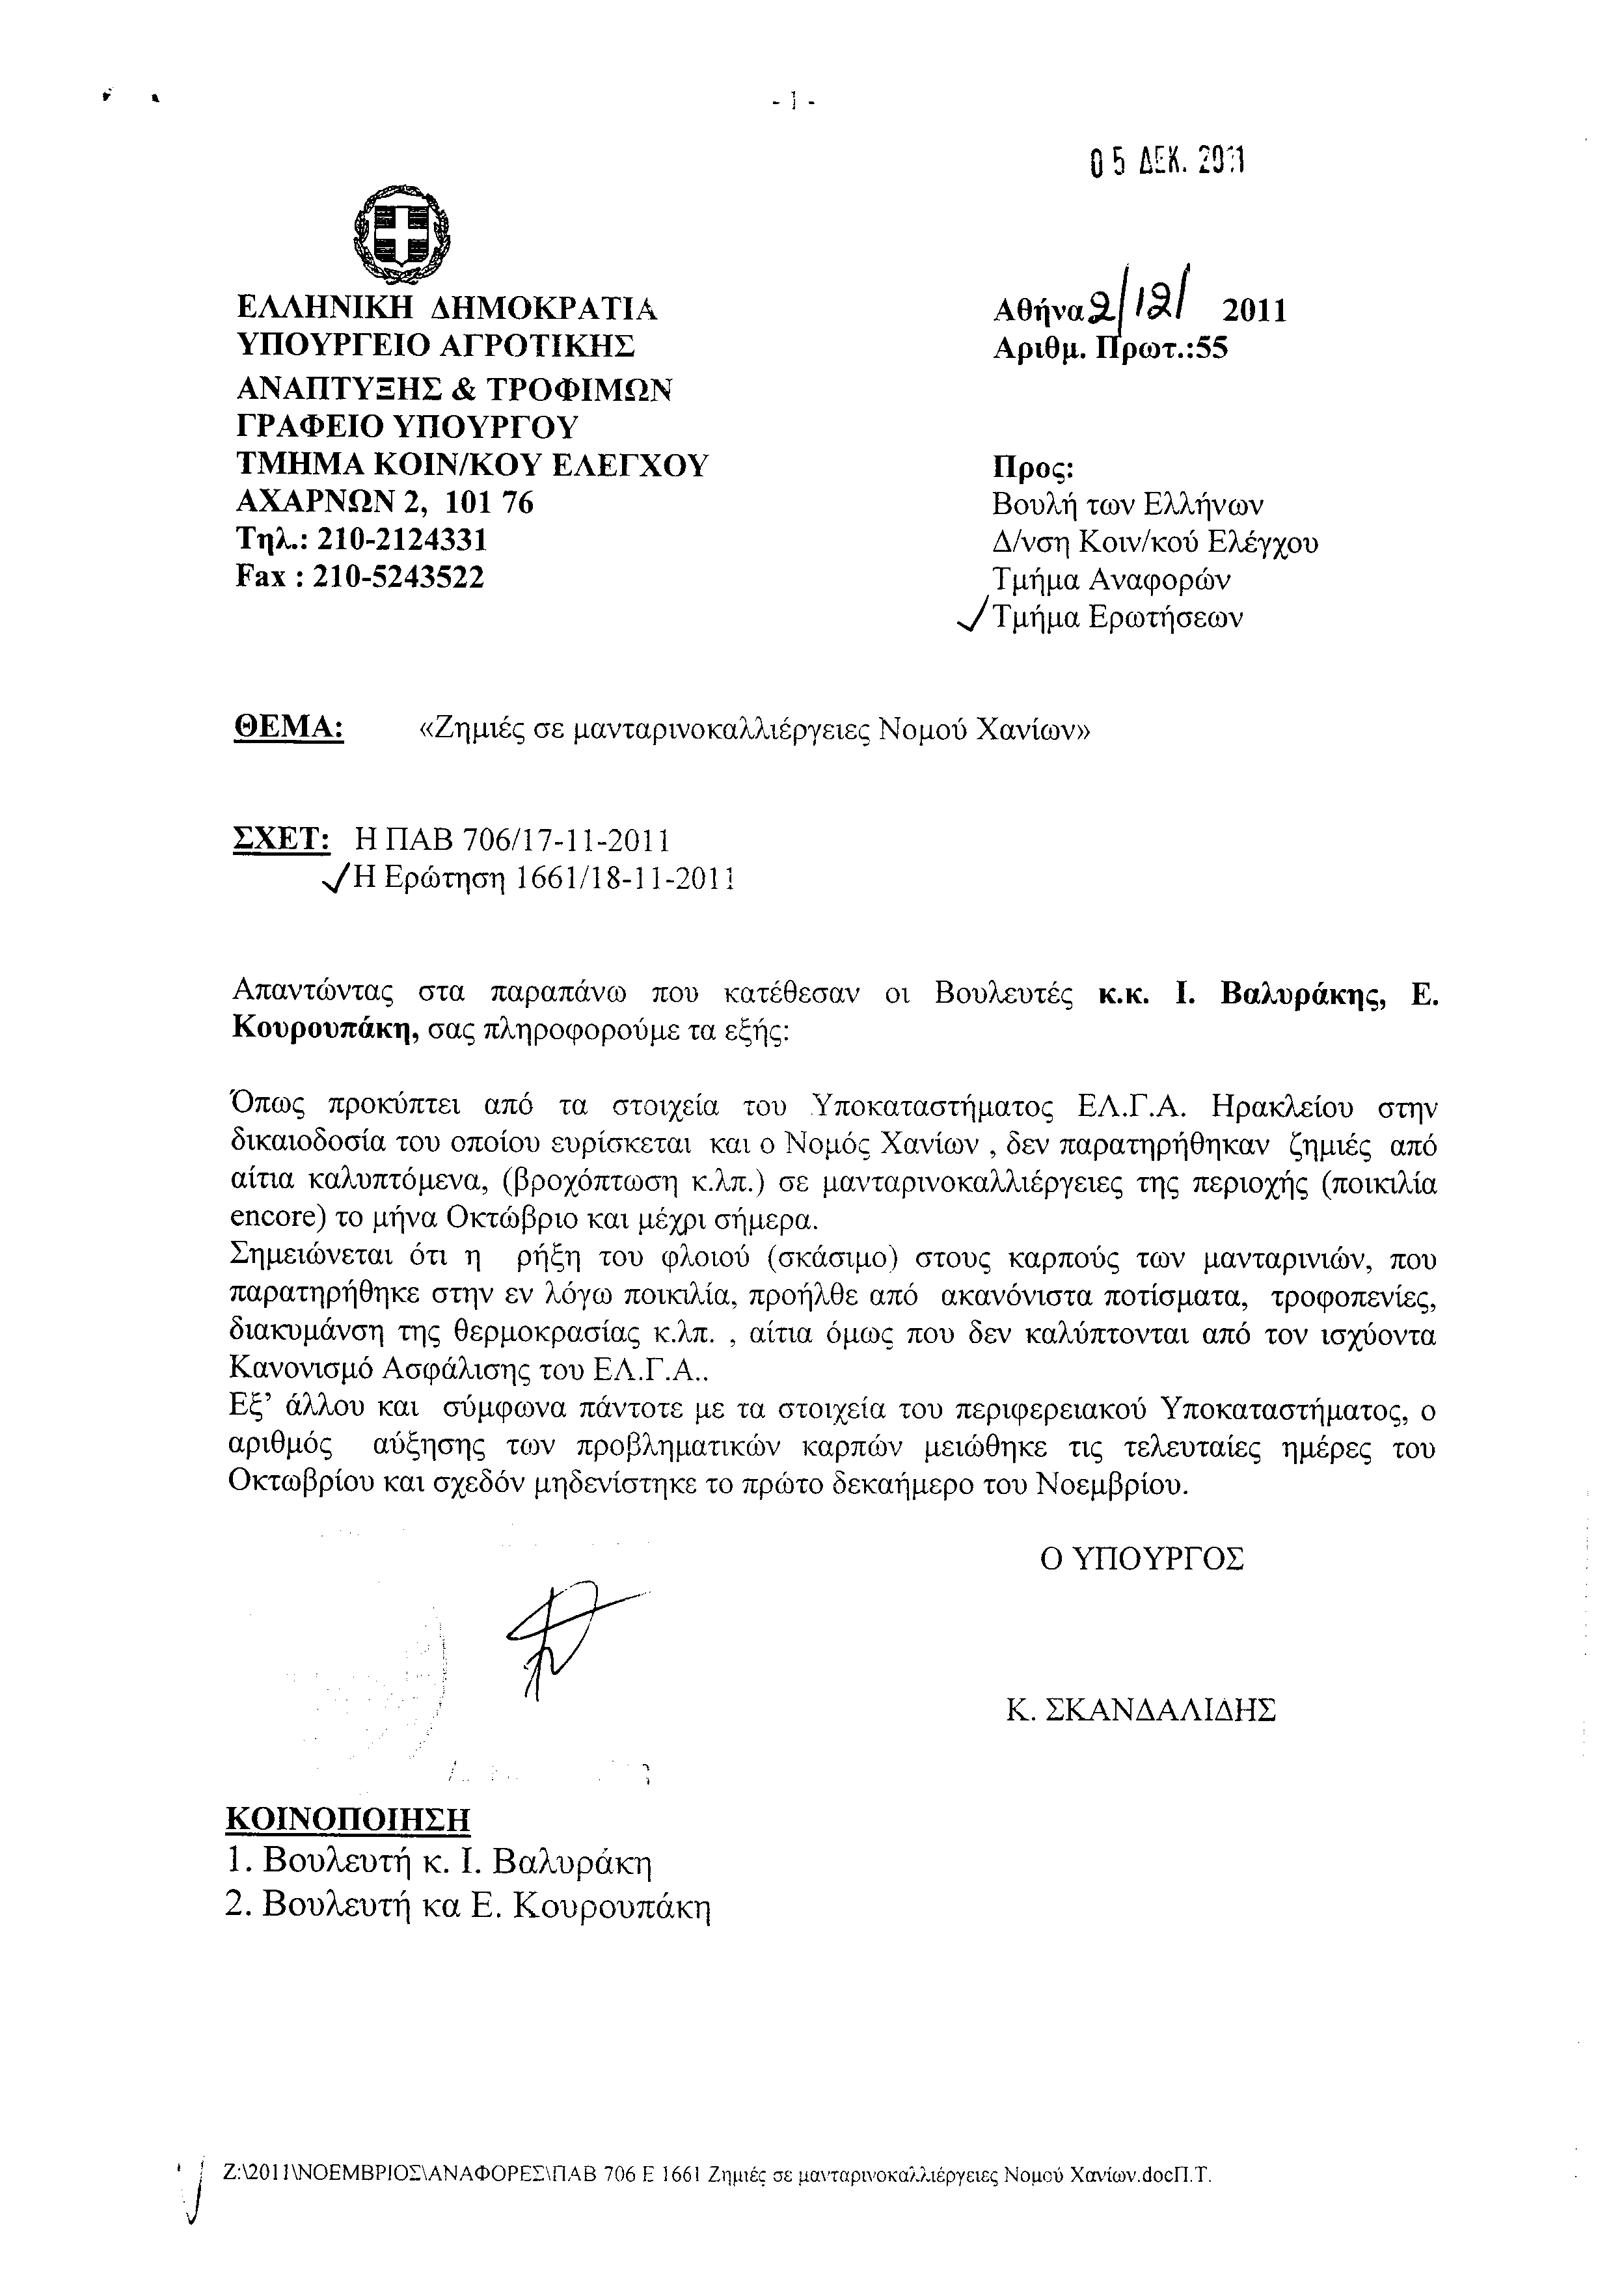 - 1 -
05 ΔΕΚ. 2011
ΕΛΛΗΝΙΚΗ ΔΗΜΟΚΡΑΤΙΑ
ΥΠΟΥΡΓΕΙΟ ΑΓΡΟΤΙΚΗΣ
ΑΝΑΠΤΥΞΗΣ & ΤΡΟΦΙΜΩΝ
ΓΡΑΦΕΙΟ ΥΠΟΥΡΓΟΥ
ΤΜΗΜΑ ΚΟΙΝ/ΚΟΥ ΕΛΕΓΧΟΥ
ΑΧΑΡΝΩΝ 2, 101 76
Τηλ.: 210-2124331
Fax : 210-5243522
Αθήνα 2/12/ 2011
Αριθμ. Πρωτ.:55
Προς:
Βουλή των Ελλήνων
Δ/νση Κοιν/κού Ελέγχου
Τμήμα Αναφορών
✓Τμήμα Ερωτήσεων
ΘΕΜΑ: «Ζημιές σε μανταρινοκαλλιέργειες Νομού Χανίων»
ΣΧΕΤ: Η ΠΑΒ 706/17-11-2011
✓Η Ερώτηση 1661/18-11-2011
Απαντώντας στα παραπάνω που κατέθεσαν οι Βουλευτές κ.κ. Ι. Βαλυράκης, Ε.
Κουρουπάκη, σας πληροφορούμε τα εξής:
Όπως προκύπτει από τα στοιχεία του Υποκαταστήματος ΕΛ.Γ.Α. Ηρακλείου στην
δικαιοδοσία του οποίου ευρίσκεται και ο Νομός Χανίων , δεν παρατηρήθηκαν ζημιές από
αίτια καλυπτόμενα, (βροχόπτωση κ.λπ.) σε μανταρινοκαλλιέργειες της περιοχής (ποικιλία
encore) το μήνα Οκτώβριο και μέχρι σήμερα.
Σημειώνεται ότι η ρήξη του φλοιού (σκάσιμο) στους καρπούς των μανταρινιών, που
παρατηρήθηκε στην εν λόγω ποικιλία, προήλθε από ακανόνιστα ποτίσματα, τροφοπενίες,
διακυμάνση της θερμοκρασίας κ.λπ. , αίτια όμως που δεν καλύπτονται από τον ισχύοντα
Κανονισμό Ασφάλισης του ΕΛ.Γ.Α..
Εξ’ άλλου και σύμφωνα πάντοτε με τα στοιχεία του περιφερειακού Υποκαταστήματος, ο
αριθμός αύξησης των προβληματικών καρπών μειώθηκε τις τελευταίες ημέρες του
Οκτωβρίου και σχεδόν μηδενίστηκε το πρώτο δεκαήμερο του Νοεμβρίου.
Ο ΥΠΟΥΡΓΟΣ
Κ. ΣΚΑΝΔΑΛΙΔΗΣ
ΚΟΙΝΟΠΟΙΗΣΗ
1. Βουλευτή κ. Ι. Βαλυράκη
2. Βουλευτή κα Ε. Κουρουπάκη
Z:\2011\ΝΟΕΜΒΡΙΟΣ\ΑΝΑΦΟΡΕΣ\ΠΑΒ 706 Ε 1661 Ζημιές σε μανταρινοκαλλιέργειες Νομού Χανίων.docΠ.Τ.